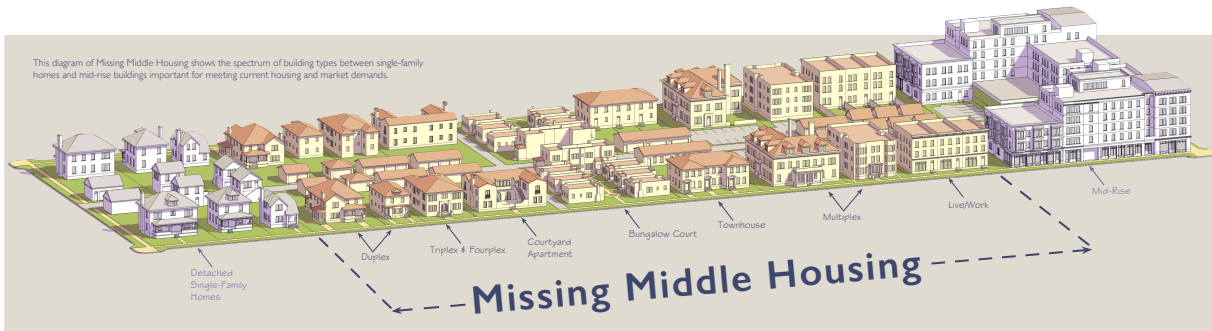 This diagram of Missing Middle Housing shows the spectrum of building types between single-family
homes and mid-rise buildings important for meeting current housing and market demands.
Detached
Single-Family
Homes
Duplex
Triplex & Fourplex
Courtyard
Apartment
Bungalow Court
Townhouse
Multiplex
Live/Work
Mid-Rise
Missing Middle Housing